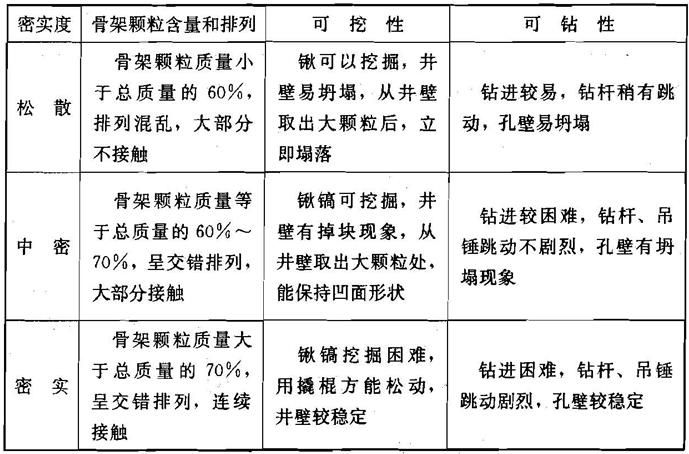 密实度 骨架颗粒含量和排列 可挖性 可钻性
松散
骨架颗粒质量小
于总质量的60%，
排列混乱，大部分
不接触
锹可以挖掘，井
壁易坍塌，从井壁
取出大颗粒后，立
即塌落
钻进较易，钻杆稍有跳
动，孔壁易坍塌
中密
骨架颗粒质量等
于总质量的60%～
70%，呈交错排列，
大部分接触
锹镐可挖掘，井
壁有掉块现象，从
井壁取出大颗粒处，
能保持凹面形状
钻进较困难，钻杆、吊
锤跳动不剧烈，孔壁有坍
塌现象
密实
骨架颗粒质量大
于总质量的70%，
呈交错排列，连续
接触
锹镐挖掘困难，
用撬棍方能松动，
井壁较稳定
钻进困难，钻杆、吊锤
跳动剧烈，孔壁较稳定